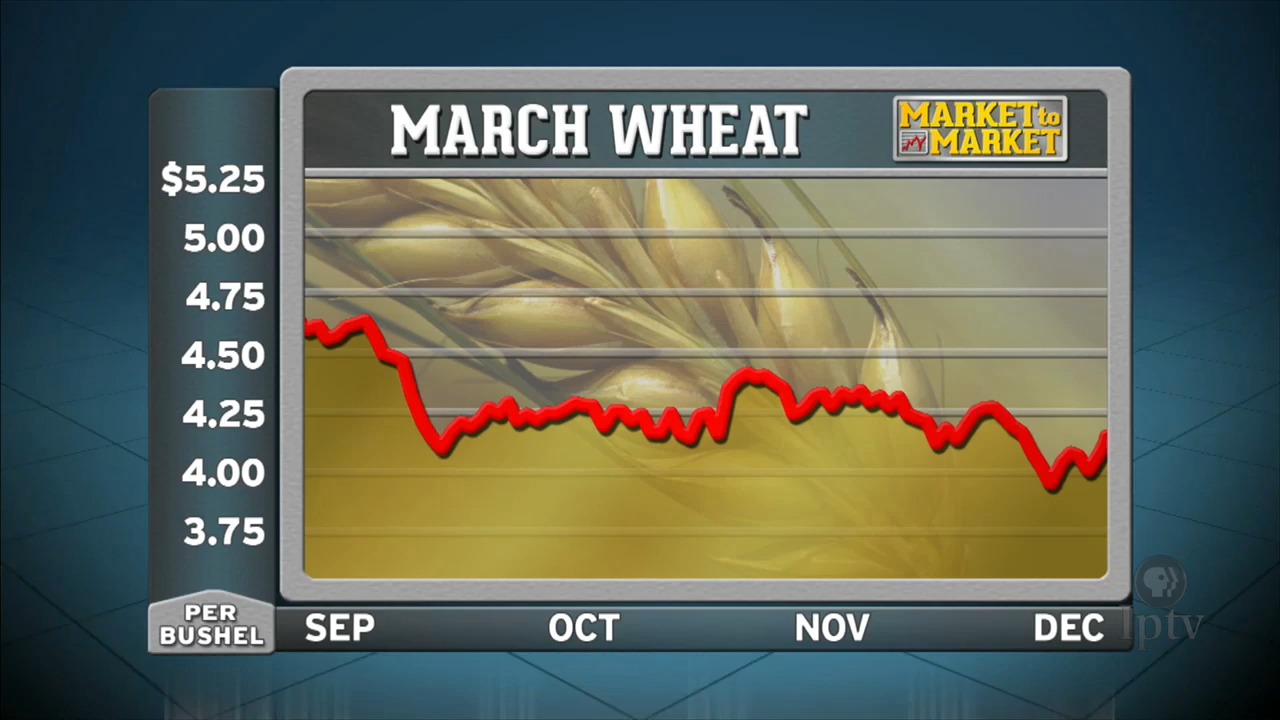 MARCH WHEAT
MARKET to
MARKET
$5.25
5.00
4.75
4.50
4.25
4.00
3.75
PER
BUSHEL
SEP OCT NOV DEC
iptv